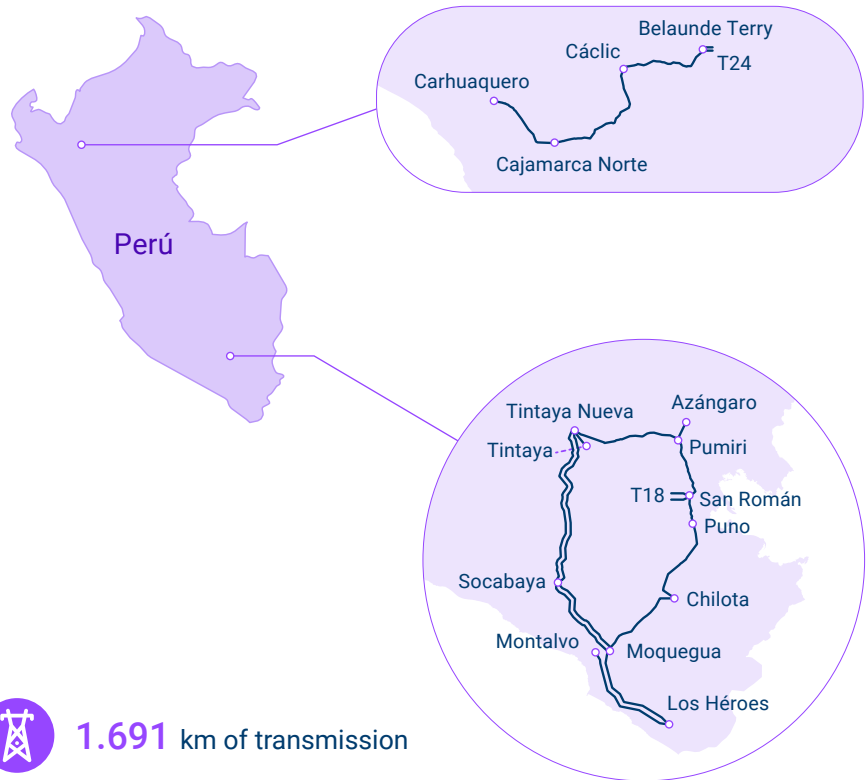 Belaunde Terry
Cáclic
T24
Carhuaquero
Cajamarca Norte
Perú
Azángaro
Tintaya Nueva
Tintaya
Pumiri
T18
San Román
Puno
Socabaya
Chilota
Montalvo
Moquegua
Los Héroes
1.691 km of transmission